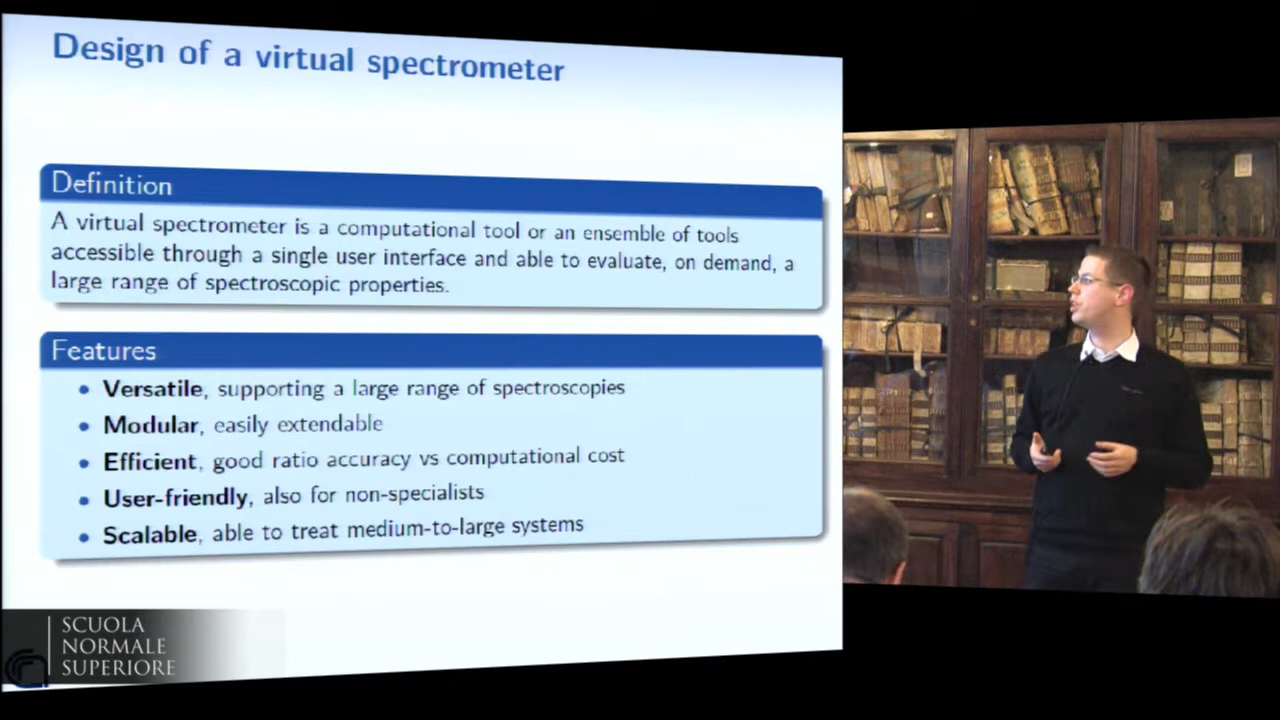 Design of a virtual spectrometer
Definition
A virtual spectrometer is a computational tool or an ensemble of tools
accessible through a single user interface and able to evaluate, on demand, a
large range of spectroscopic properties.
Features
• Versatile, supporting a large range of spectroscopies
• Modular, easily extendable
• Efficient, good ratio accuracy vs computational cost
• User-friendly, also for non-specialists
• Scalable, able to treat medium-to-large systems
SCUOLA
NORMALE
SUPERIORE